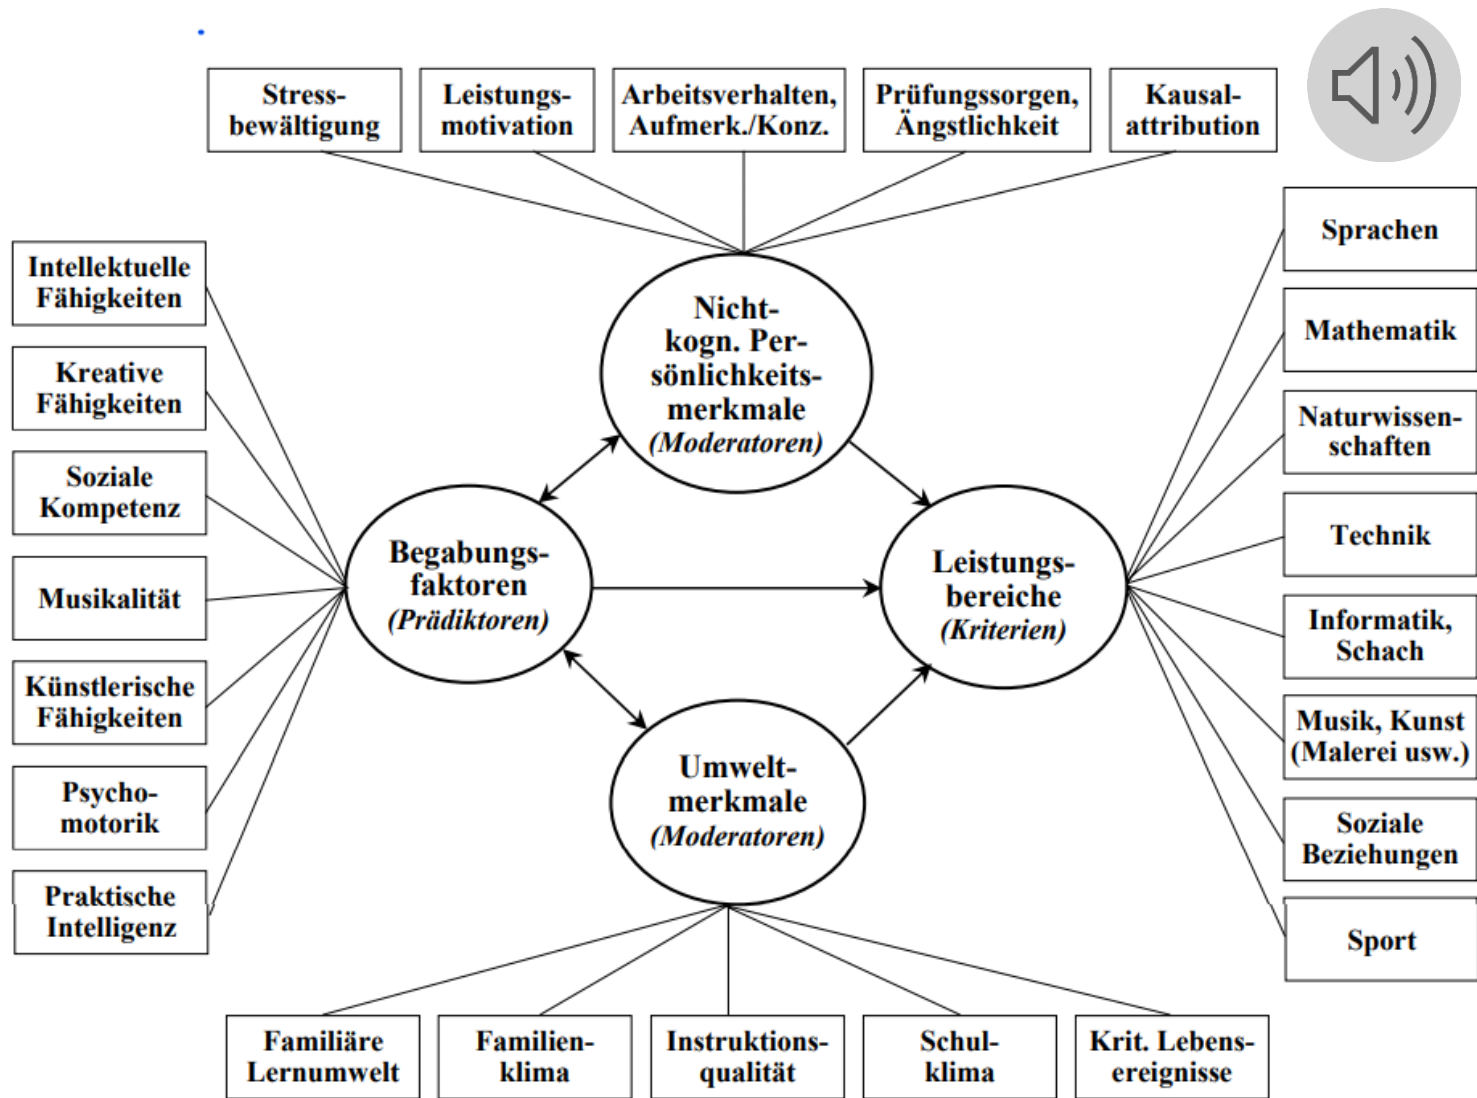 Stress-
bewältigung
Leistungs-
motivation
Arbeitsverhalten,
Aufmerk./Konz.
Prüfungssorgen,
Ängstlichkeit
Kausal-
attribution
Intellektuelle
Fähigkeiten
Kreative
Fähigkeiten
Soziale
Kompetenz
Musikalität
Künstlerische
Fähigkeiten
Psycho-
motorik
Praktische
Intelligenz
Nicht-
kogn. Per-
sönlichkeits-
merkmale
(Moderatoren)
Begabungs-
faktoren
(Prädiktoren)
Leistungs-
bereiche
(Kriterien)
Umwelt-
merkmale
(Moderatoren)
Sprachen
Mathematik
Naturwissen-
schaften
Technik
Informatik,
Schach
Musik, Kunst
(Malerei usw.)
Soziale
Beziehungen
Sport
Familiäre
Lernumwelt
Familien-
klima
Instruktions-
qualität
Schul-
klima
Krit. Lebens-
ereignisse